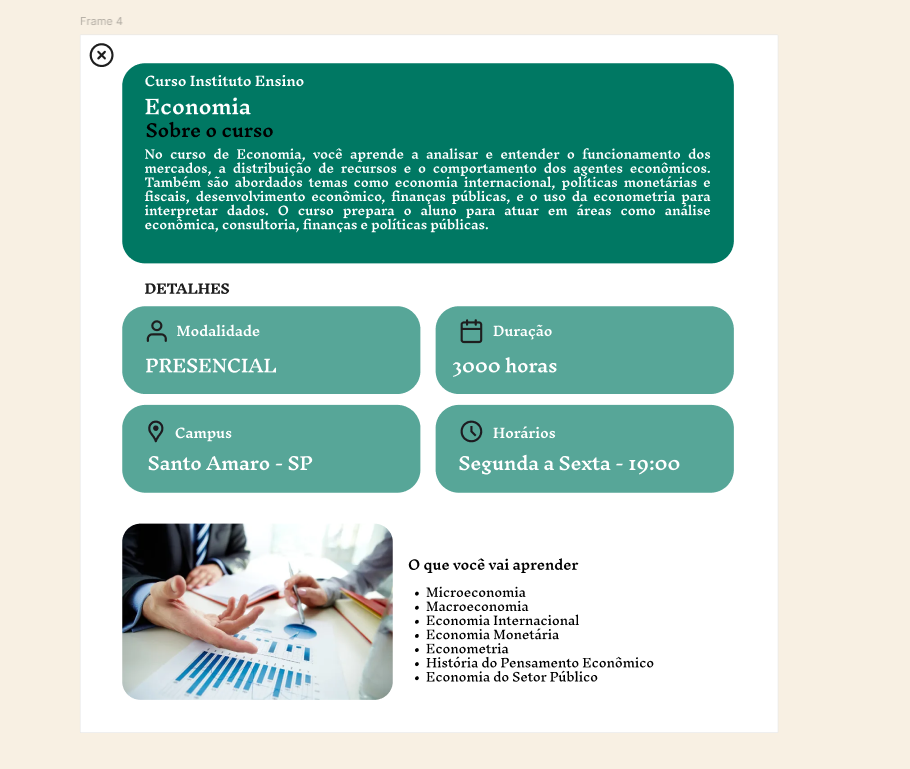 Frame 4
Curso Instituto Ensino
Economia
Sobre o curso
No curso de Economia, você aprende a analisar e entender o funcionamento dos
mercados, a distribuição de recursos e o comportamento dos agentes econômicos.
Também são abordados temas como economia internacional, políticas monetárias e
fiscais, desenvolvimento econômico, finanças públicas, e o uso da econometria para
interpretar dados. O curso prepara o aluno para atuar em áreas como análise
econômica, consultoria, finanças e políticas públicas.
DETALHES
Modalidade
PRESENCIAL
Duração
3000 horas
Campus
Santo Amaro - SP
Horários
Segunda a Sexta - 19:00
O que você vai aprender
• Microeconomia
• Macroeconomia
• Economia Internacional
• Economia Monetária
• Econometria
• História do Pensamento Econômico
• Economia do Setor Público